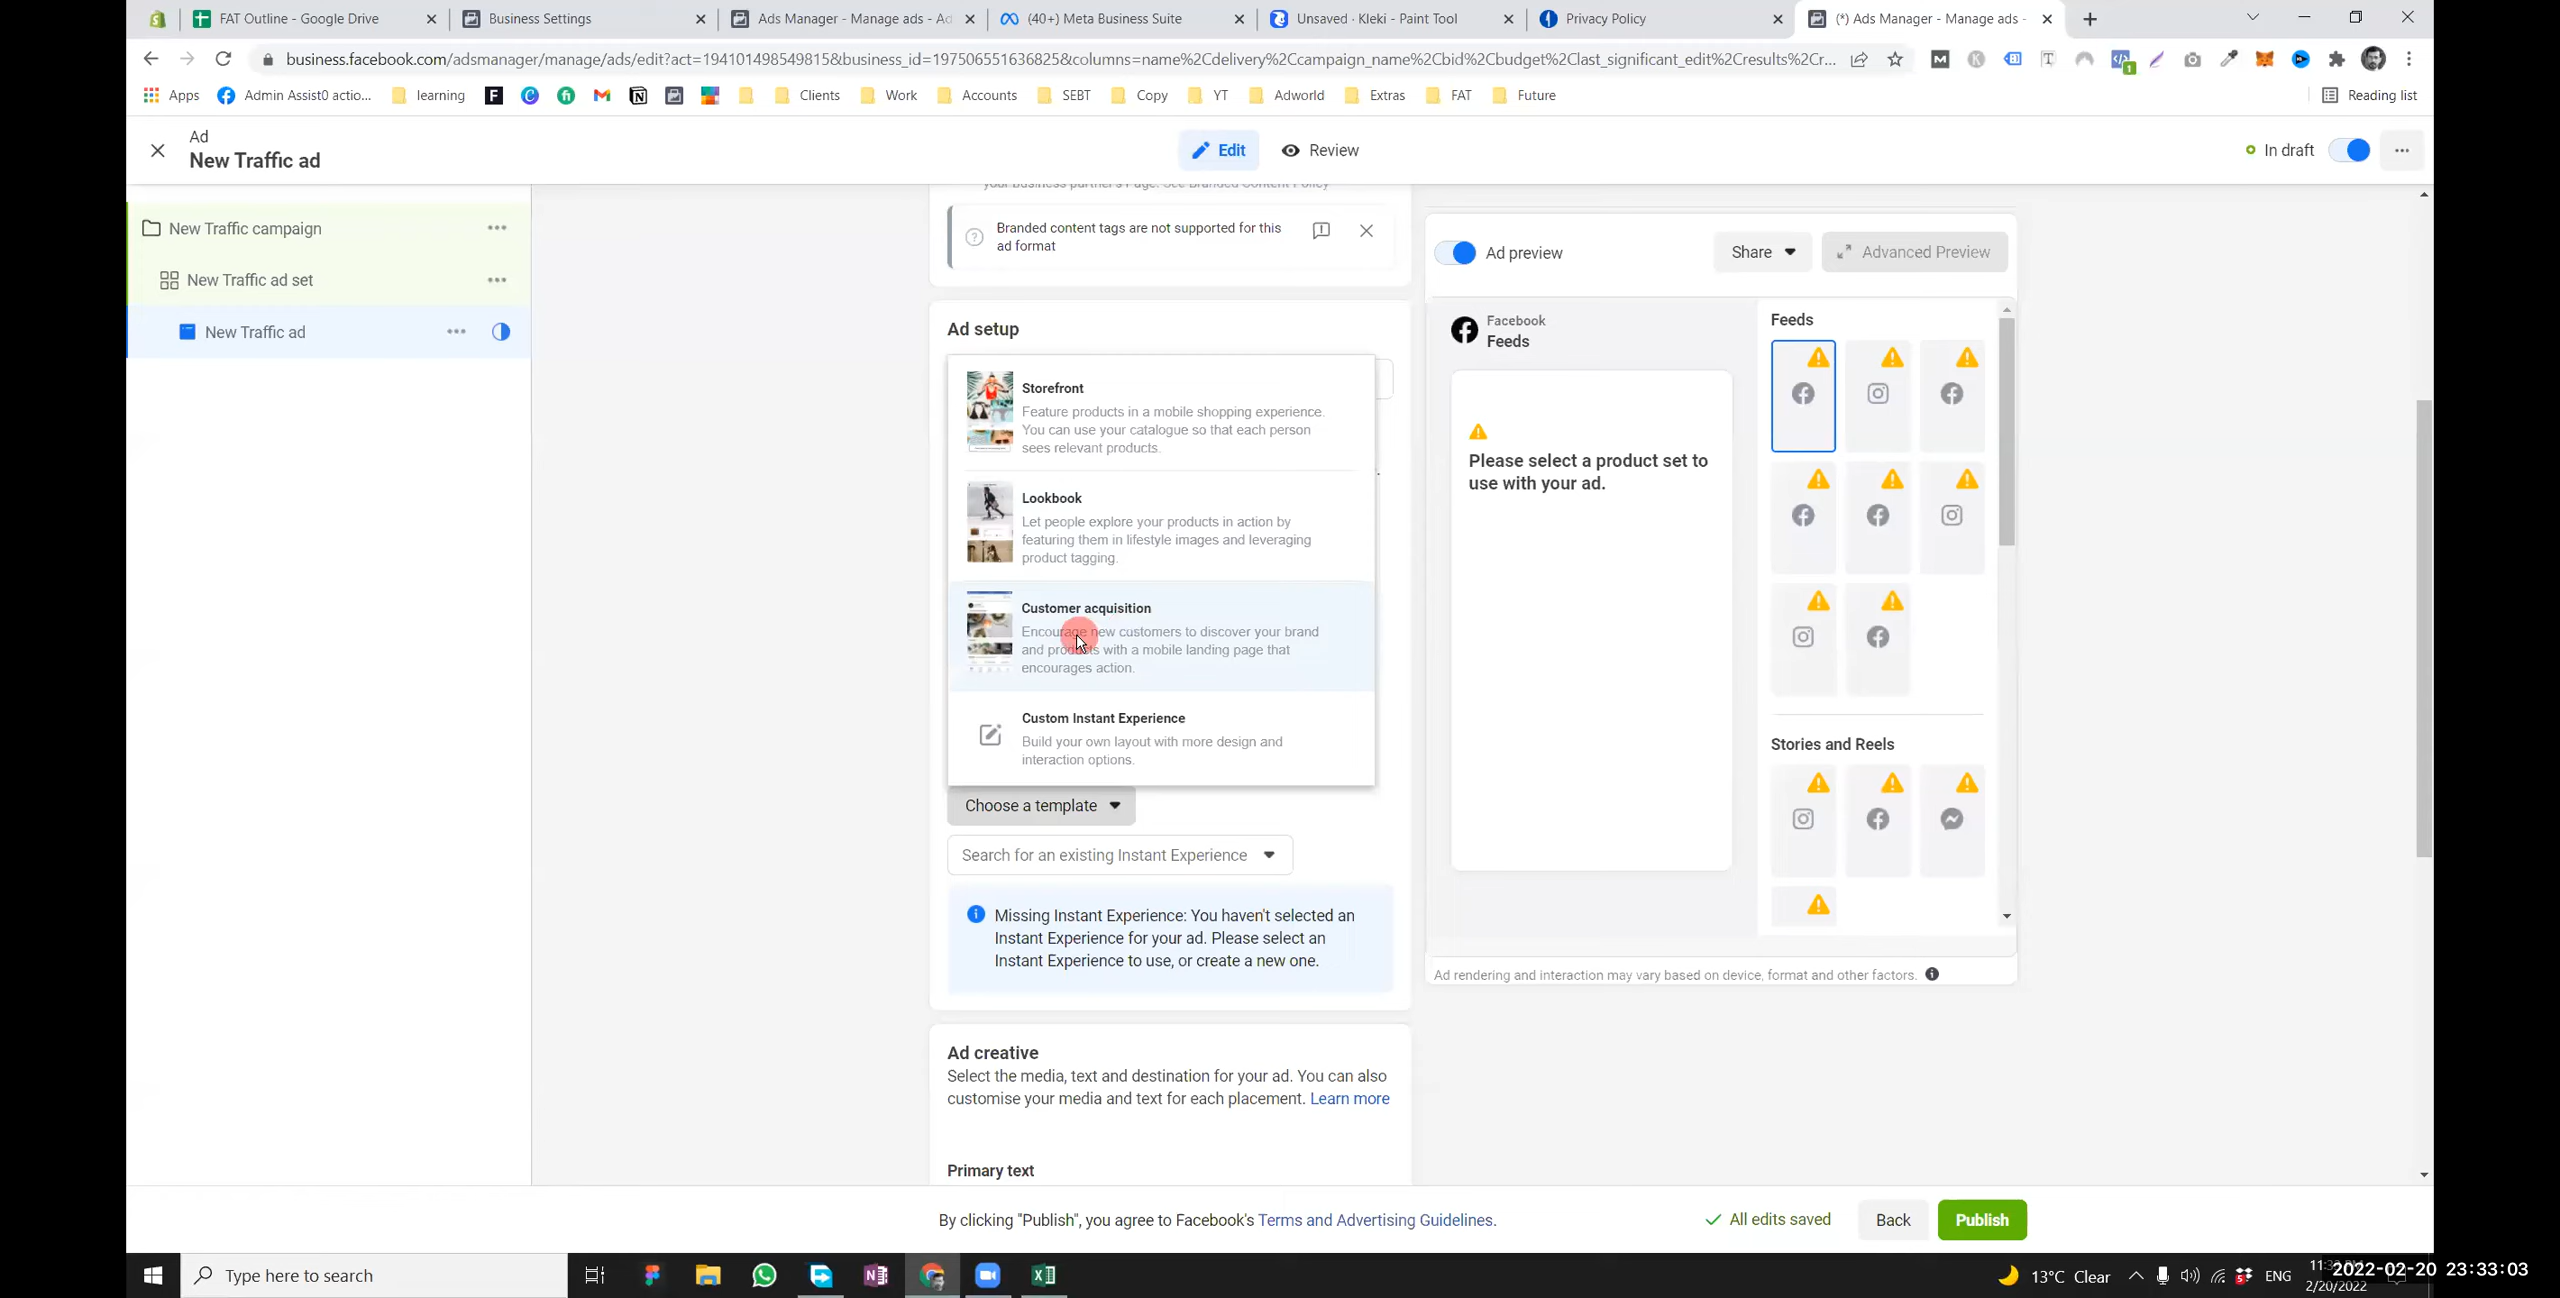 FAT Outline - Google Drive
Business Settings
Ads Manager - Manage ads - Ad
(40+) Meta Business Suite
Unsaved · Kleki - Paint Tool
Privacy Policy
(*) Ads Manager - Manage ads -
business.facebook.com/adsmanager/manage/ads/edit?act=194101498549815&business_id=197506551636825&columns=name%2Cdelivery%2Ccampaign_name%2Cbid%2Cbudget%2Clast_significant_edit%2Cresults%2Cr...
Apps
Admin Assist0 actio...
learning
Clients
Work
Accounts
SEBT
Copy
YT
Adworld
Extras
FAT
Future
Reading list
Ad
New Traffic ad
Edit
Review
In draft
New Traffic campaign
New Traffic ad set
New Traffic ad
your Business partner's Page. See Branded Content Policy
Branded content tags are not supported for this
ad format
Ad setup
Storefront
Feature products in a mobile shopping experience.
You can use your catalogue so that each person
sees relevant products.
Lookbook
Let people explore your products in action by
featuring them in lifestyle images and leveraging
product tagging.
Customer acquisition
Encourage new customers to discover your brand
and products with a mobile landing page that
encourages action.
Custom Instant Experience
Build your own layout with more design and
interaction options.
Choose a template
Search for an existing Instant Experience
Missing Instant Experience: You haven't selected an
Instant Experience for your ad. Please select an
Instant Experience to use, or create a new one.
Ad creative
Select the media, text and destination for your ad. You can also
customise your media and text for each placement. Learn more
Primary text
Ad preview
Share
Advanced Preview
Facebook
Feeds
Please select a product set to
use with your ad.
Feeds
Stories and Reels
Ad rendering and interaction may vary based on device, format and other factors.
By clicking "Publish", you agree to Facebook's Terms and Advertising Guidelines.
All edits saved
Back
Publish
Type here to search
13°C Clear
ENG
2/20/2022
2022-02-20 23:33:03